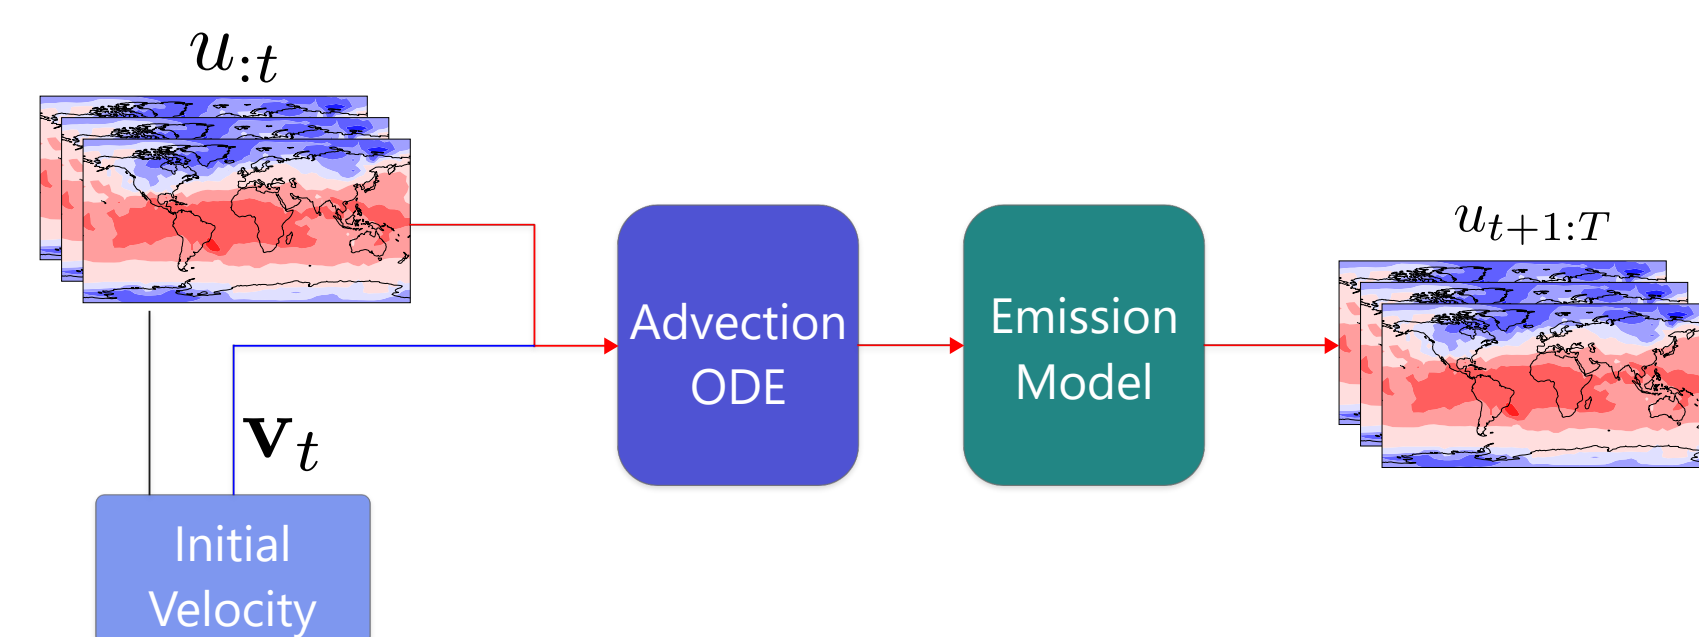 u:t
Advection
ODE
Emission
Model
ut+1:T
vt
Initial
Velocity